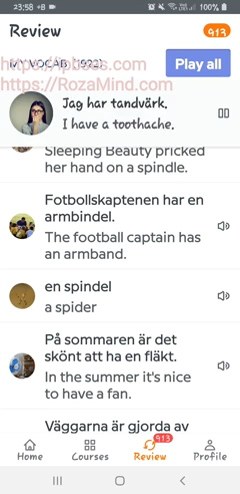 23:58 +B
100%
Review
913
MY VOCAB (1922)
Play all
https://RozaMind.com
Jag har tandvärk.
I have a toothache.
Sleeping Beauty pricked
her hand on a spindle.
Fotbollskaptenen har en
armbindel.
The football captain has
an armband.
en spindel
a spider
På sommaren är det
skönt att ha en fläkt.
In the summer it's nice
to have a fan.
Väggarna är gjorda av
913
Home
Courses
Review
Profile